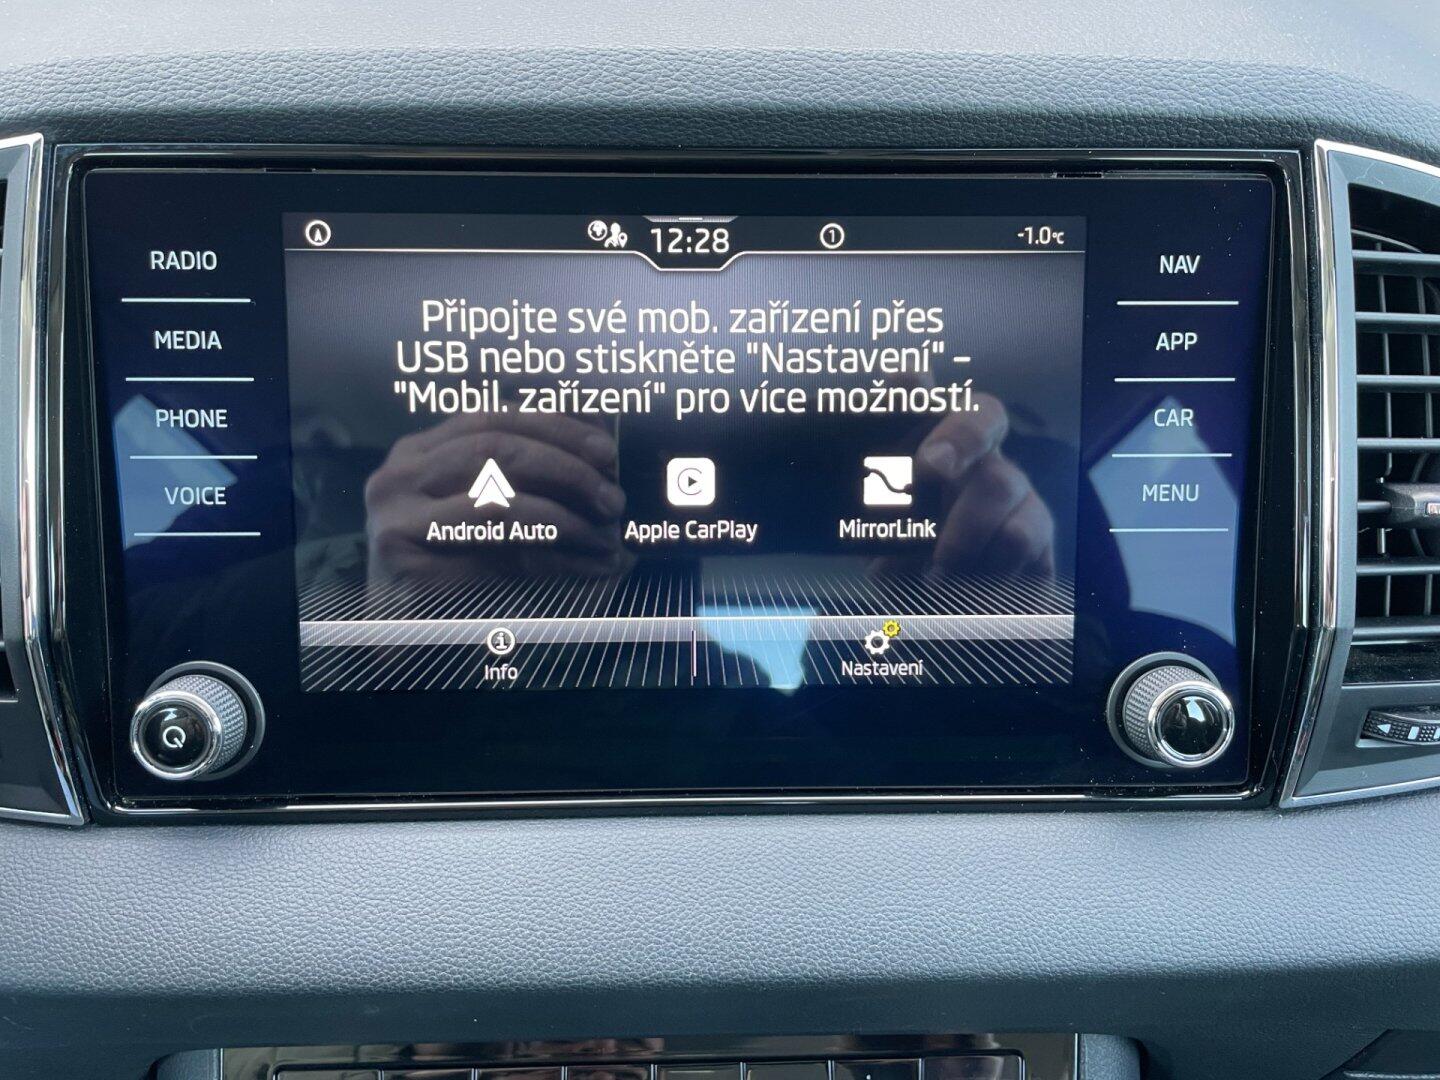 12:28
1
-1.0°C
RADIO
MEDIA
PHONE
VOICE
Připojte své mob. zařízení přes
USB nebo stiskněte "Nastavení" –
"Mobil. zařízení" pro více možností.
Android Auto
Apple CarPlay
MirrorLink
Info
Nastavení
NAV
APP
CAR
MENU